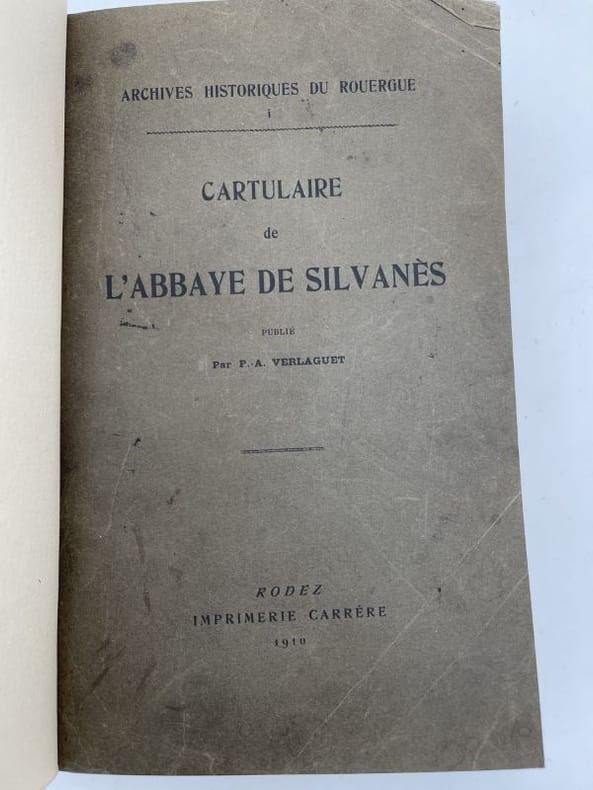 ARCHIVES HISTORIQUES DU ROUERGUE
I
CARTULAIRE
de
L'ABBAYE DE SILVANÈS
PUBLIÉ
Par P.-A. VERLAGUET
RODEZ
IMPRIMERIE CARRÈRE
1910